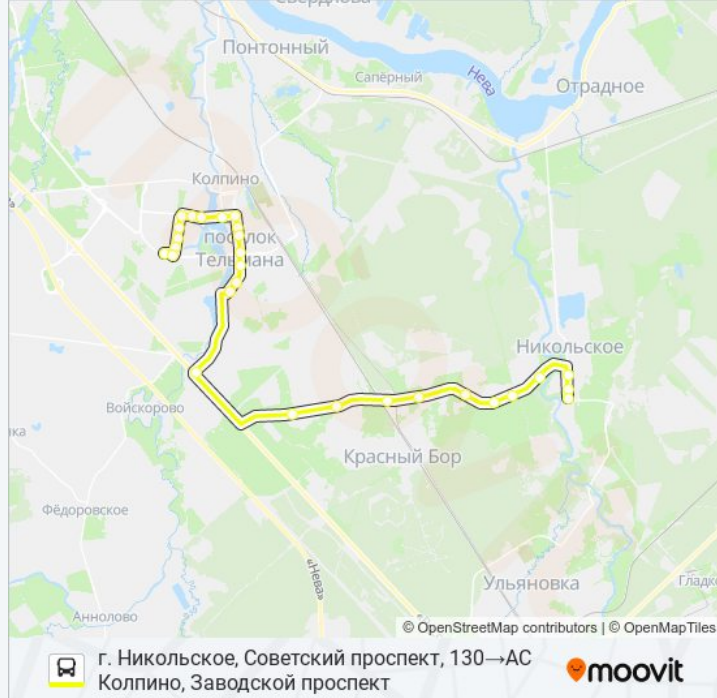 Свердлова
Понтонный
Сапёрный
Нева
Отрадное
Колпино
посёлок
Тельмана
Никольское
Войскорово
Красный Бор
Фёдоровское
«Нева»
Ульяновка
Гладко
Аннолово
© OpenStreetMap contributors | © OpenMapTiles
г. Никольское, Советский проспект, 130→АС
Колпино, Заводской проспект
moovit